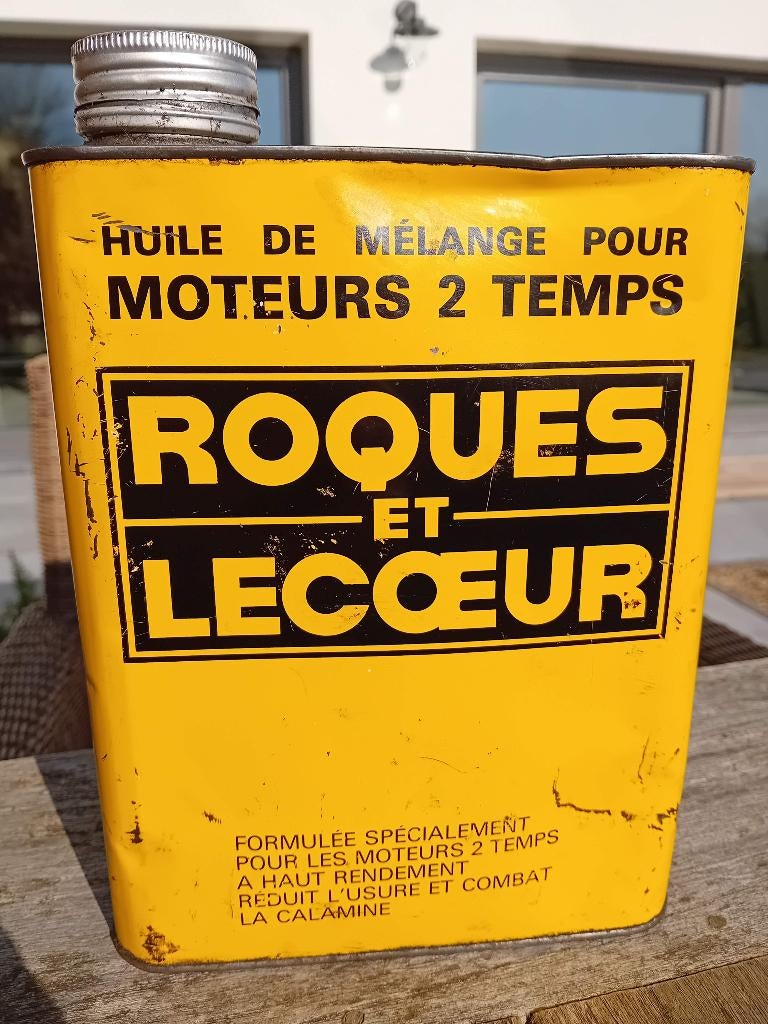 HUILE DE MÉLANGE POUR
MOTEURS 2 TEMPS
ROQUES
ET
LECŒUR
FORMULÉE SPÉCIALEMENT
POUR LES MOTEURS 2 TEMPS
A HAUT RENDEMENT
RÉDUIT L'USURE ET COMBAT
LA CALAMINE